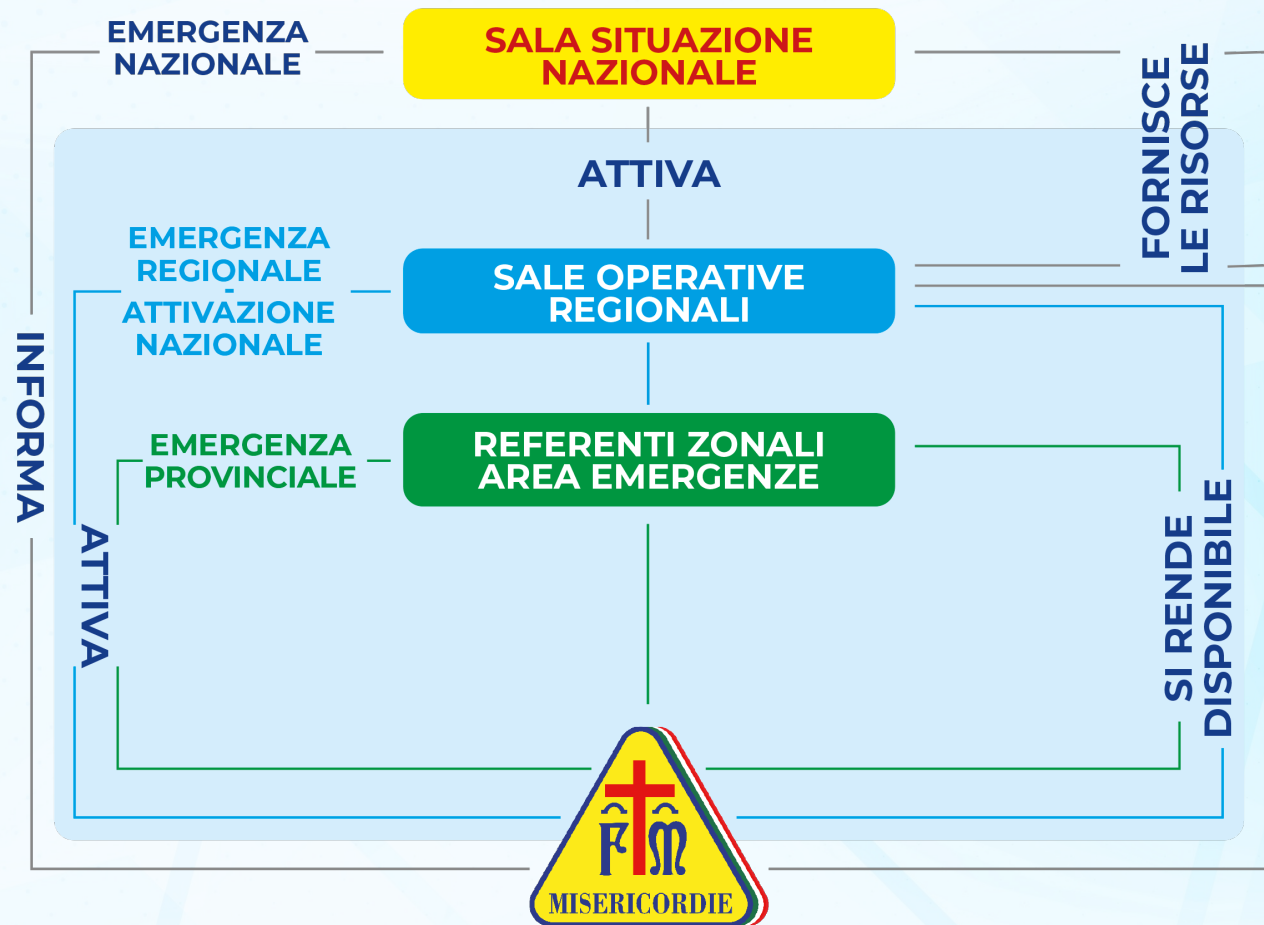 EMERGENZA
NAZIONALE
SALA SITUAZIONE
NAZIONALE
FORNISCE
LE RISORSE
ATTIVA
EMERGENZA
REGIONALE
-
ATTIVAZIONE
NAZIONALE
SALE OPERATIVE
REGIONALI
INFORMA
EMERGENZA
PROVINCIALE
REFERENTI ZONALI
AREA EMERGENZE
ATTIVA
SI RENDE
DISPONIBILE
F M
MISERICORDIE